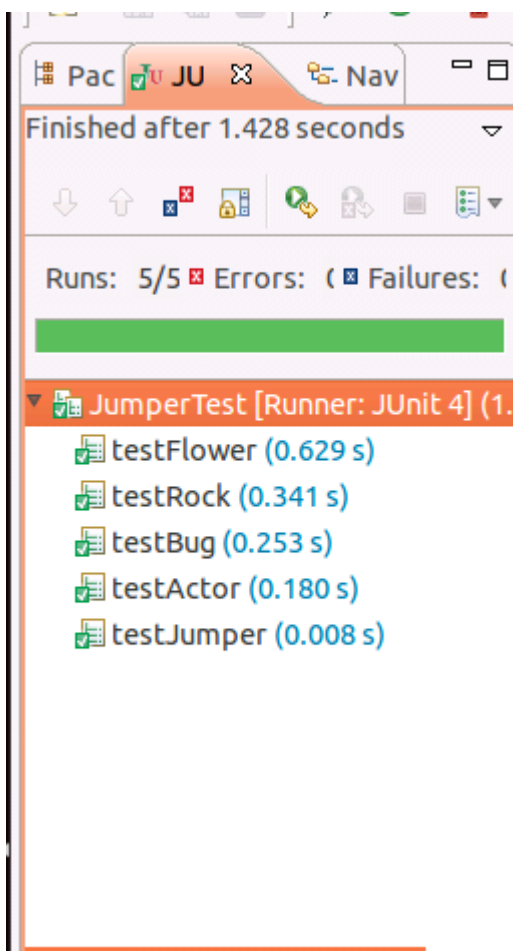 Pac JU Nav
Finished after 1.428 seconds
Runs: 5/5 Errors: Failures:
JumperTest [Runner: JUnit 4] (1.
testFlower (0.629 s)
testRock (0.341 s)
testBug (0.253 s)
testActor (0.180 s)
testJumper (0.008 s)